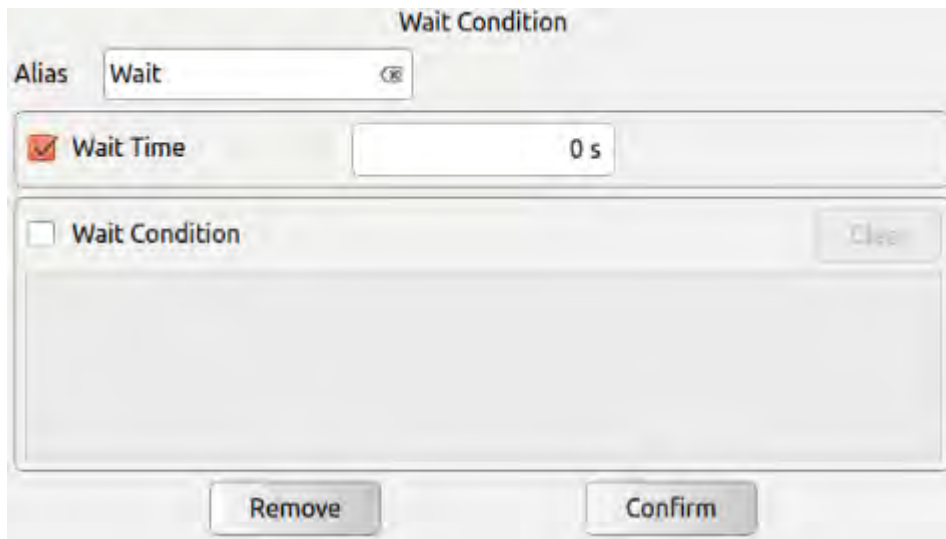 Wait Condition
Alias Wait
Wait Time 0 s
Wait Condition Clear
Remove Confirm